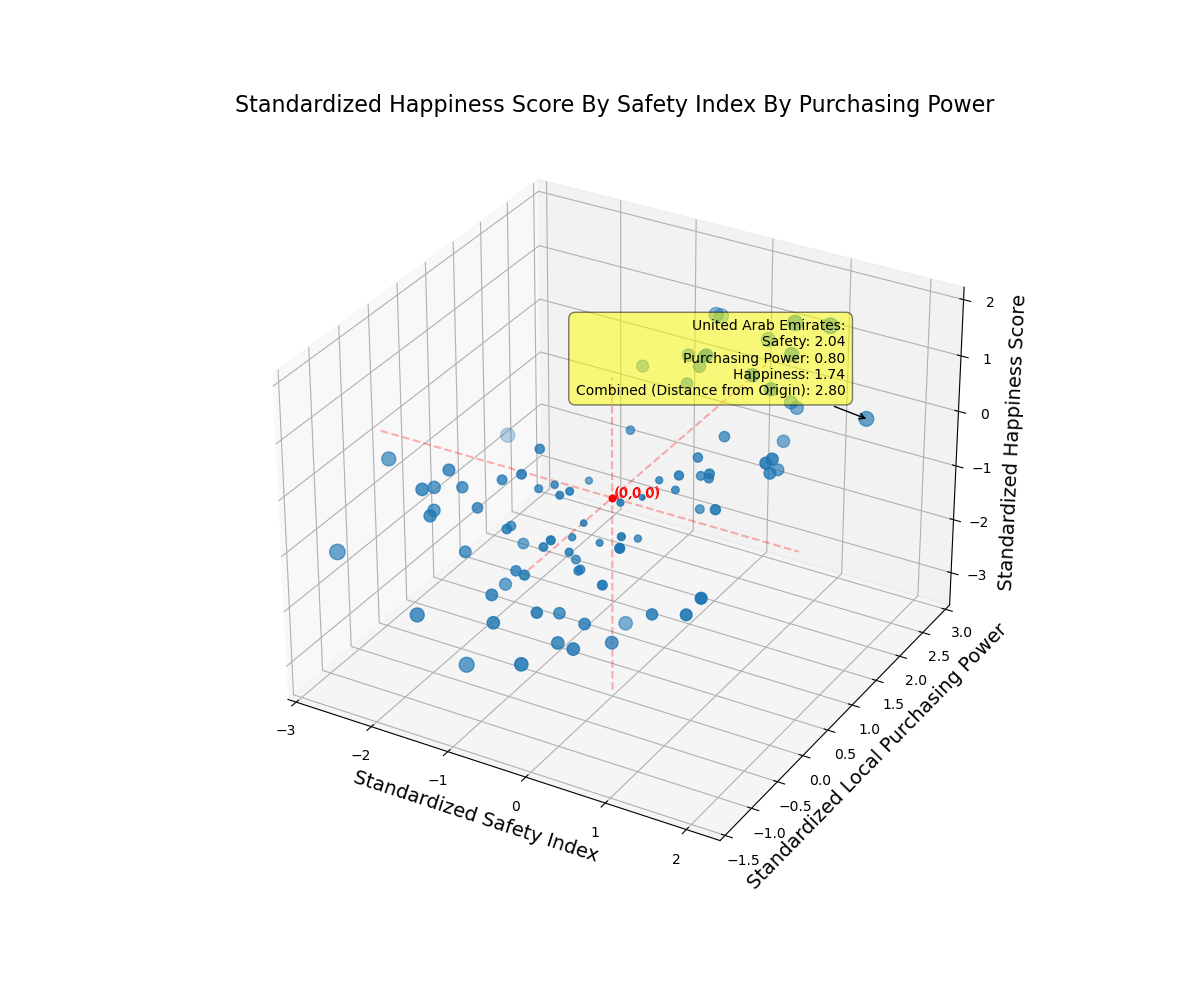 Standardized Happiness Score By Safety Index By Purchasing Power
United Arab Emirates:
Safety: 2.04
Purchasing Power: 0.80
Happiness: 1.74
Combined (Distance from Origin): 2.80
(0,0,0)
2
1
0
−1
−2
−3
Standardized Happiness Score
3.0
2.5
2.0
1.5
1.0
0.5
0.0
−0.5
−1.0
−1.5
Standardized Local Purchasing Power
−3
−2
−1
0
1
2
Standardized Safety Index